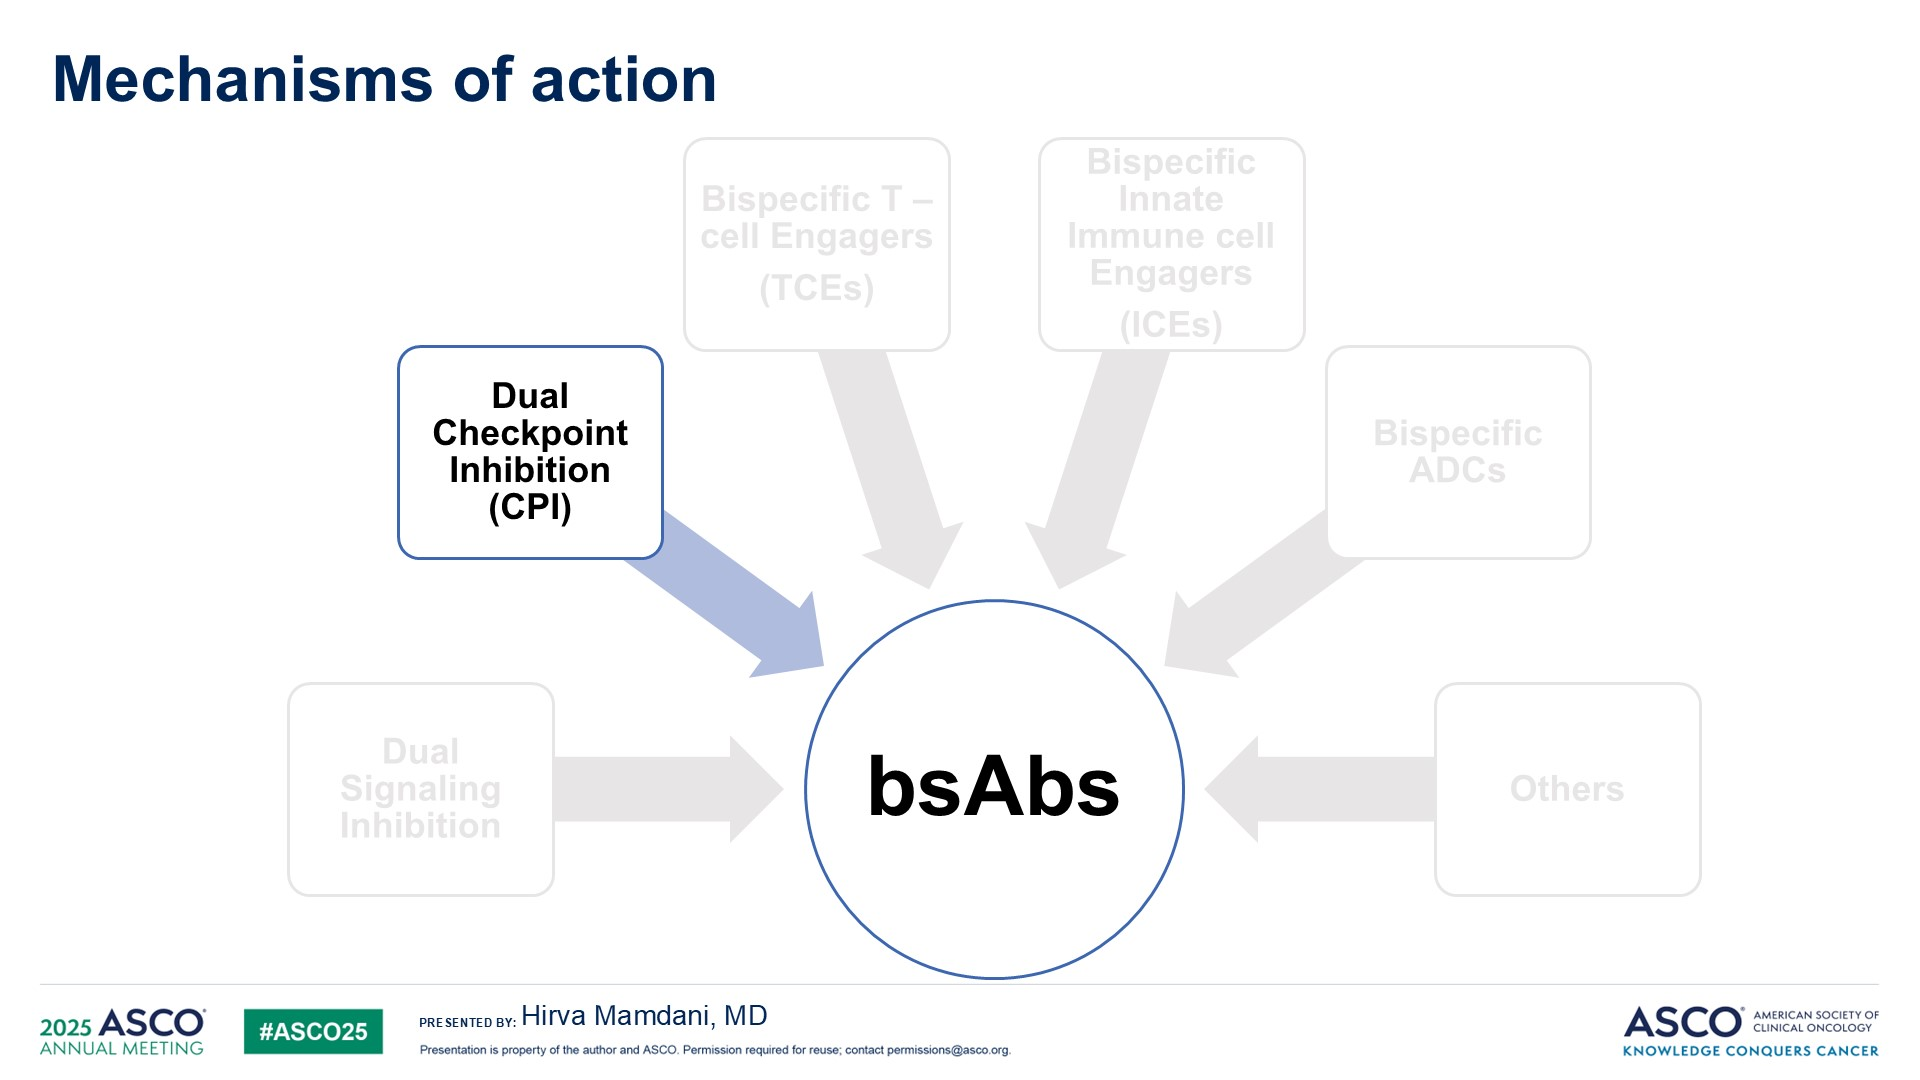 Mechanisms of action
Bispecific T –
cell Engagers
(TCEs)
Bispecific
Innate
Immune cell
Engagers
(ICEs)
Dual
Checkpoint
Inhibition
(CPI)
Bispecific
ADCs
Dual
Signaling
Inhibition
bsAbs
Others
2025 ASCO
ANNUAL MEETING
#ASCO25
PRESENTED BY: Hirva Mamdani, MD
Presentation is property of the author and ASCO. Permission required for reuse; contact permissions@asco.org.
ASCO AMERICAN SOCIETY OF
CLINICAL ONCOLOGY
KNOWLEDGE CONQUERS CANCER